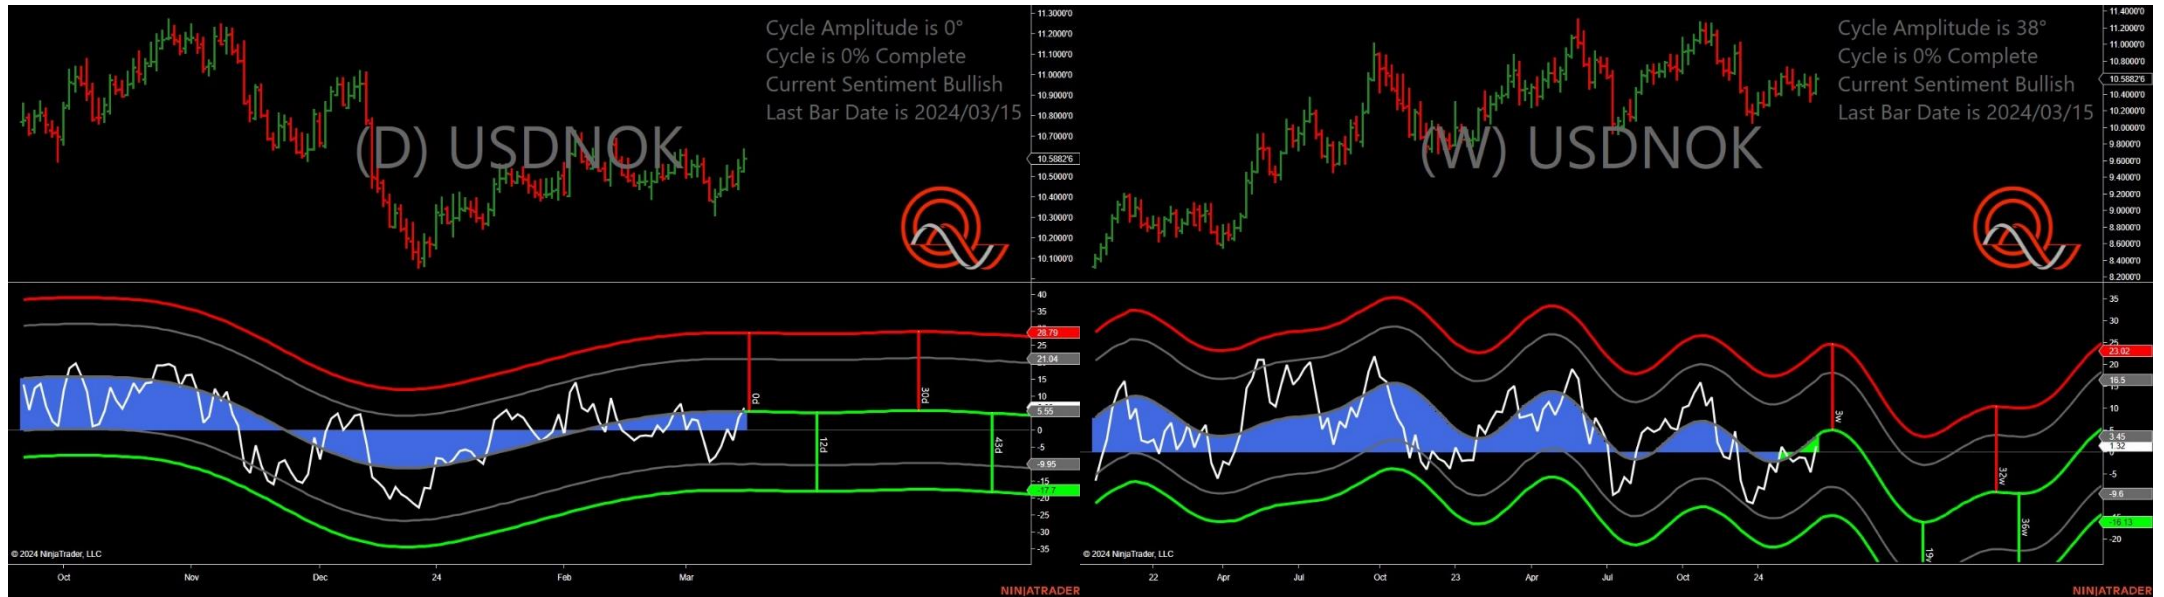 Cycle Amplitude is 0°
Cycle is 0% Complete
Current Sentiment Bullish
Last Bar Date is 2024/03/15
(D) USDNOK
11.3000'0
11.2000'0
11.1000'0
11.0000'0
10.9000'0
10.8000'0
10.7000'0
10.5882'6
10.5000'0
10.4000'0
10.3000'0
10.2000'0
10.1000'0
40
35
28.79
25
21.04
15
10
5.55
0
-5
-9.95
-17.7
-20
-25
-30
-35
0d
12d
30d
43d
© 2024 NinjaTrader, LLC
Oct
Nov
Dec
24
Feb
Mar
NINJATRADER
Cycle Amplitude is 38°
Cycle is 0% Complete
Current Sentiment Bullish
Last Bar Date is 2024/03/15
(W) USDNOK
11.4000'0
11.2000'0
11.0000'0
10.8000'0
10.5882'6
10.4000'0
10.2000'0
10.0000'0
9.8000'0
9.6000'0
9.4000'0
9.2000'0
9.0000'0
8.8000'0
8.6000'0
8.4000'0
8.2000'0
35
30
25
23.02
16.5
10
3.45
1.32
-5
-9.6
-16.13
-20
3w
32w
36w
© 2024 NinjaTrader, LLC
22
Apr
Jul
Oct
23
Apr
Jul
Oct
24
NINJATRADER